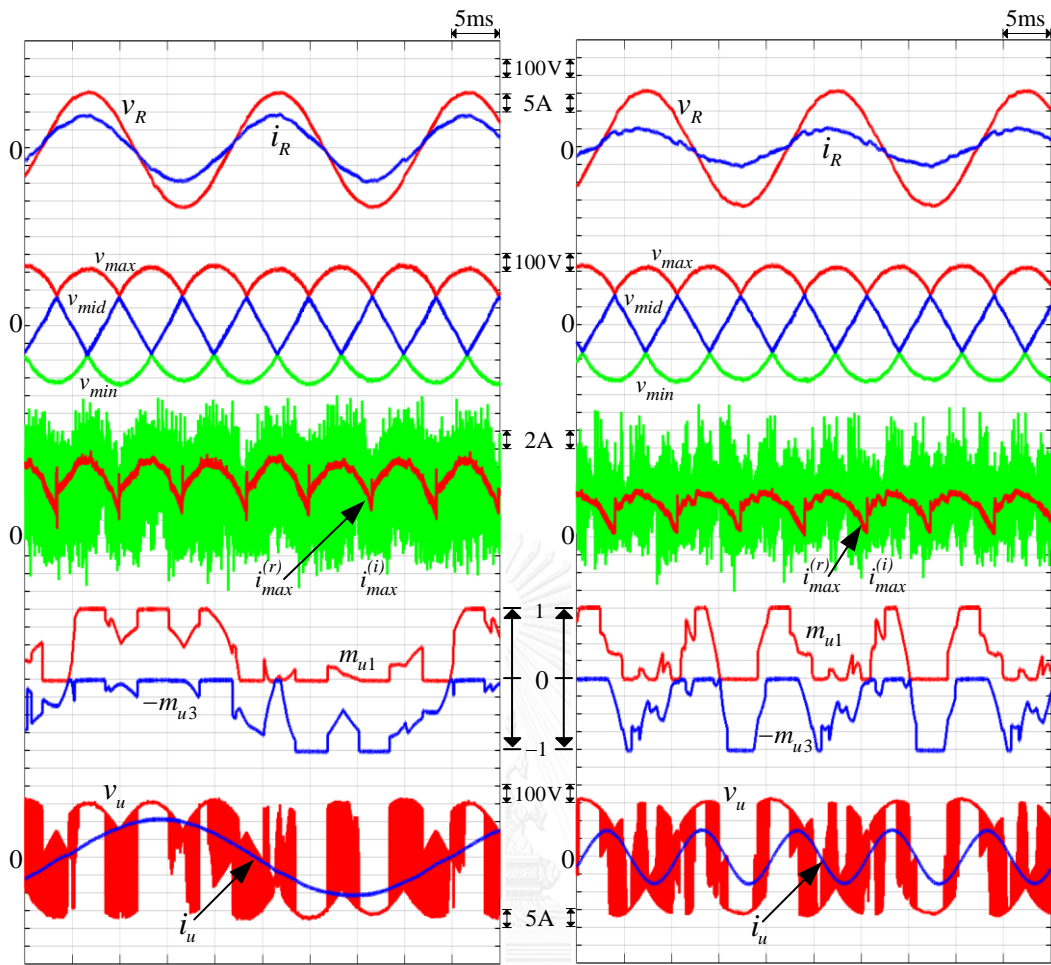 5ms 5ms
100V
v_R 5A v_R
i_R i_R
0 0
v_max 100V v_max
v_mid v_mid
0 0
v_min v_min
2A
0 0
i_max^(r) i_max^(i) i_max^(r) i_max^(i)
1
m_u1 m_u1
0
−m_u3 −m_u3
−1
v_u 100V v_u
0 0
i_u 5A i_u